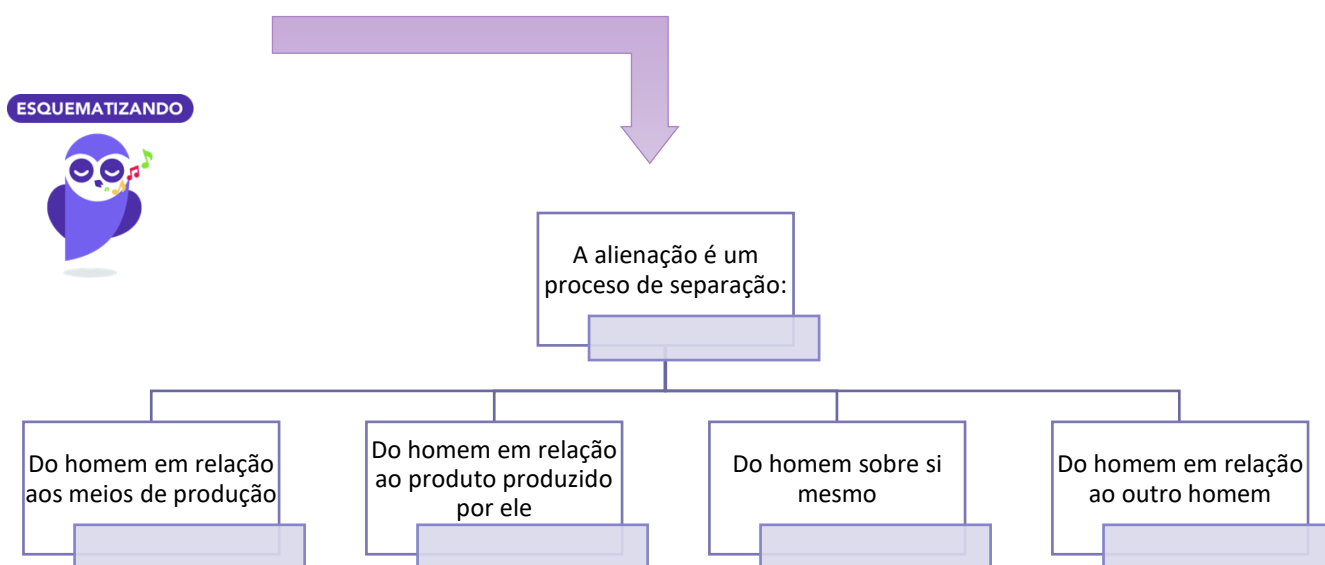 ESQUEMATIZANDO
A alienação é um
proceso de separação:
Do homem em relação
aos meios de produção
Do homem em relação
ao produto produzido
por ele
Do homem sobre si
mesmo
Do homem em relação
ao outro homem